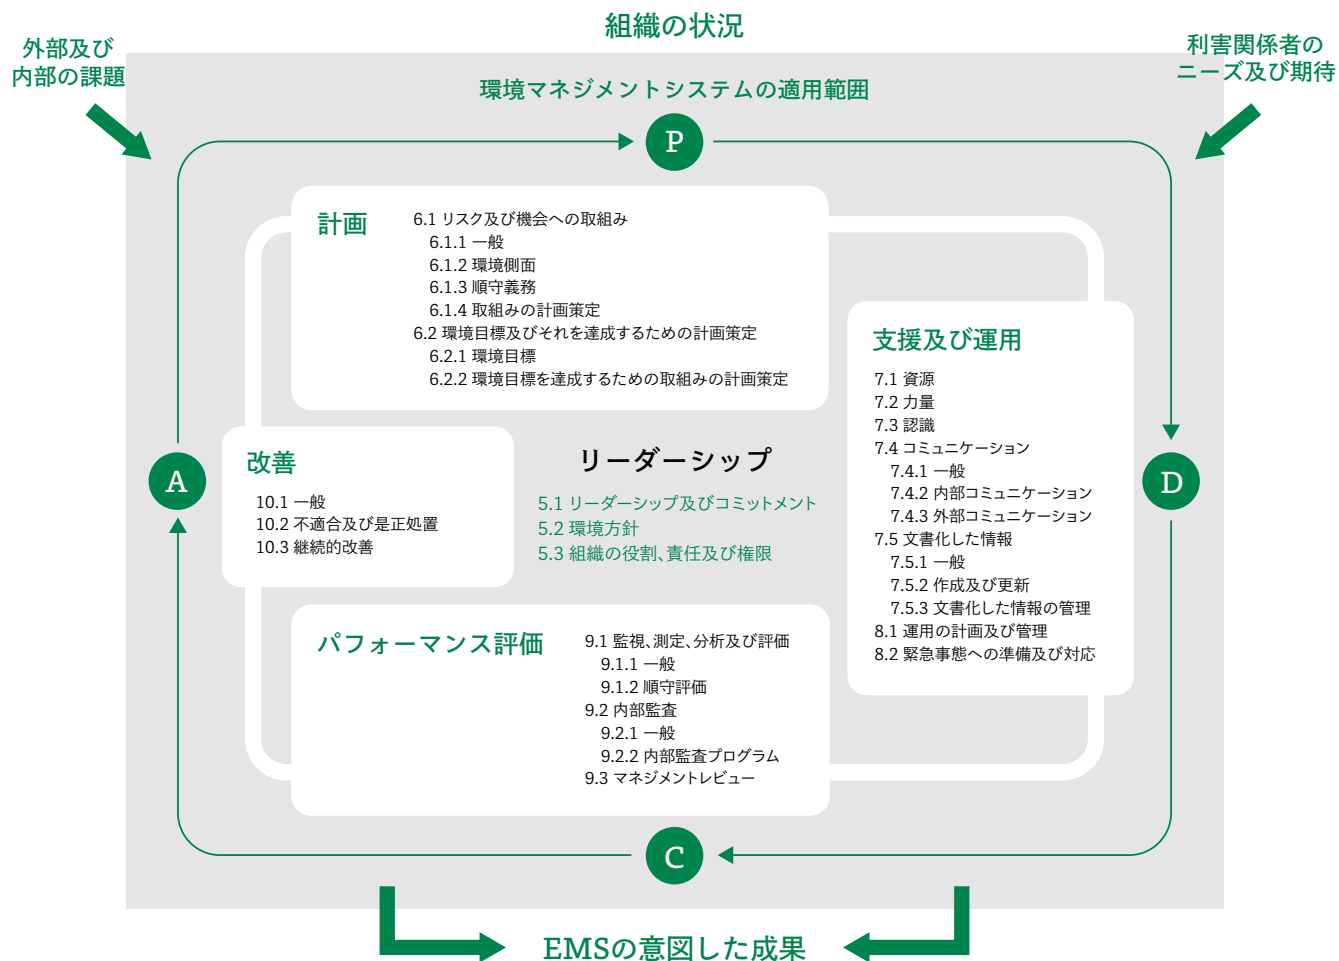 組織の状況
外部及び
内部の課題
利害関係者の
ニーズ及び期待
環境マネジメントシステムの適用範囲
P
計画
6.1 リスク及び機会への取組み
6.1.1 一般
6.1.2 環境側面
6.1.3 順守義務
6.1.4 取組みの計画策定
6.2 環境目標及びそれを達成するための計画策定
6.2.1 環境目標
6.2.2 環境目標を達成するための取組みの計画策定
支援及び運用
7.1 資源
7.2 力量
7.3 認識
7.4 コミュニケーション
7.4.1 一般
7.4.2 内部コミュニケーション
7.4.3 外部コミュニケーション
7.5 文書化した情報
7.5.1 一般
7.5.2 作成及び更新
7.5.3 文書化した情報の管理
8.1 運用の計画及び管理
8.2 緊急事態への準備及び対応
D
A
改善
10.1 一般
10.2 不適合及び是正処置
10.3 継続的改善
リーダーシップ
5.1 リーダーシップ及びコミットメント
5.2 環境方針
5.3 組織の役割、責任及び権限
パフォーマンス評価
9.1 監視、測定、分析及び評価
9.1.1 一般
9.1.2 順守評価
9.2 内部監査
9.2.1 一般
9.2.2 内部監査プログラム
9.3 マネジメントレビュー
C
EMSの意図した成果